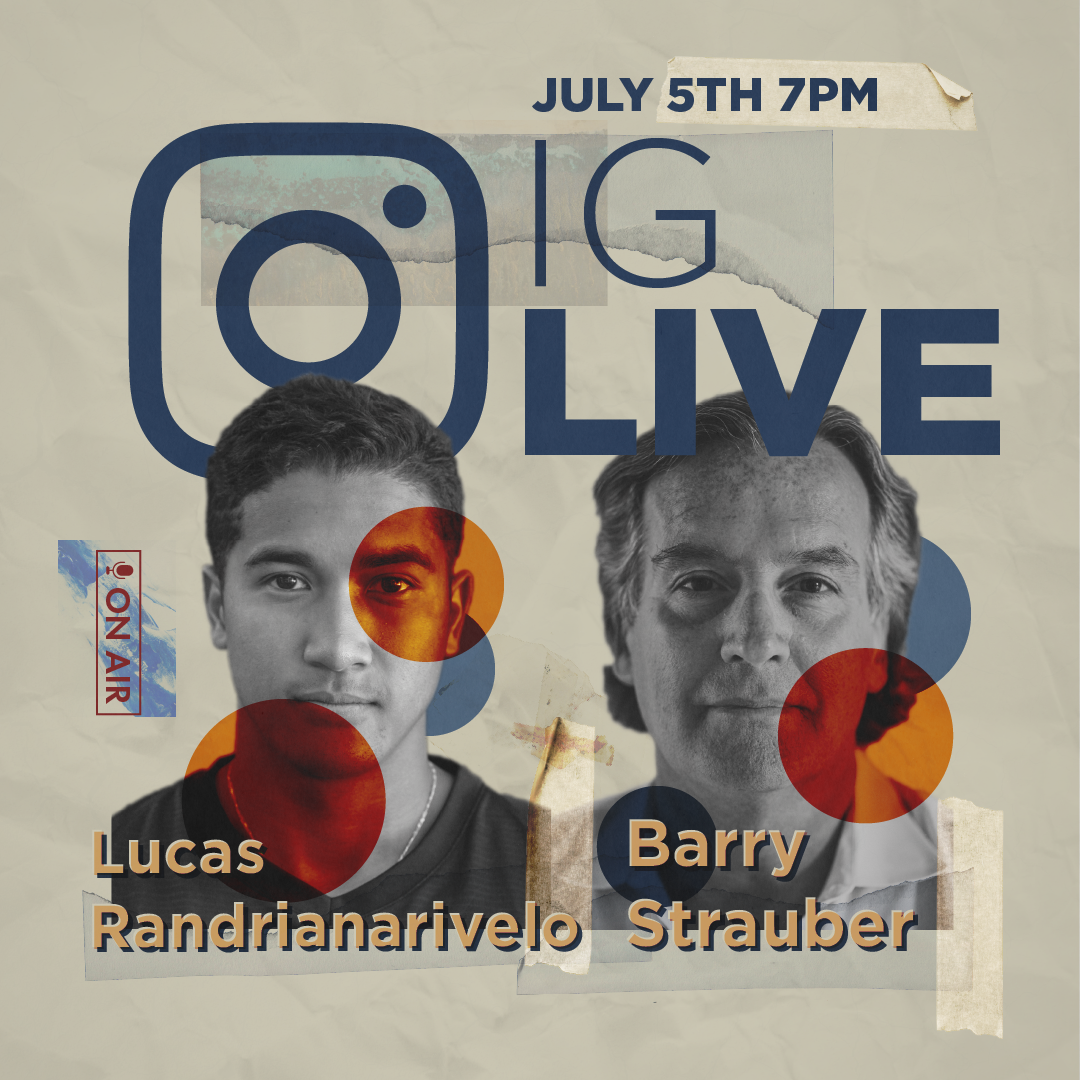 JULY 5TH 7PM
IG
LIVE
ON AIR
Lucas
Randrianarivelo
Barry
Strauber